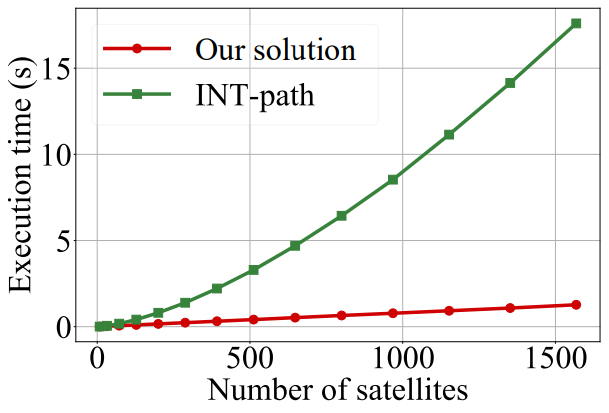 Our solution
INT-path
Execution time (s)
15
10
5
0
0 500 1000 1500
Number of satellites